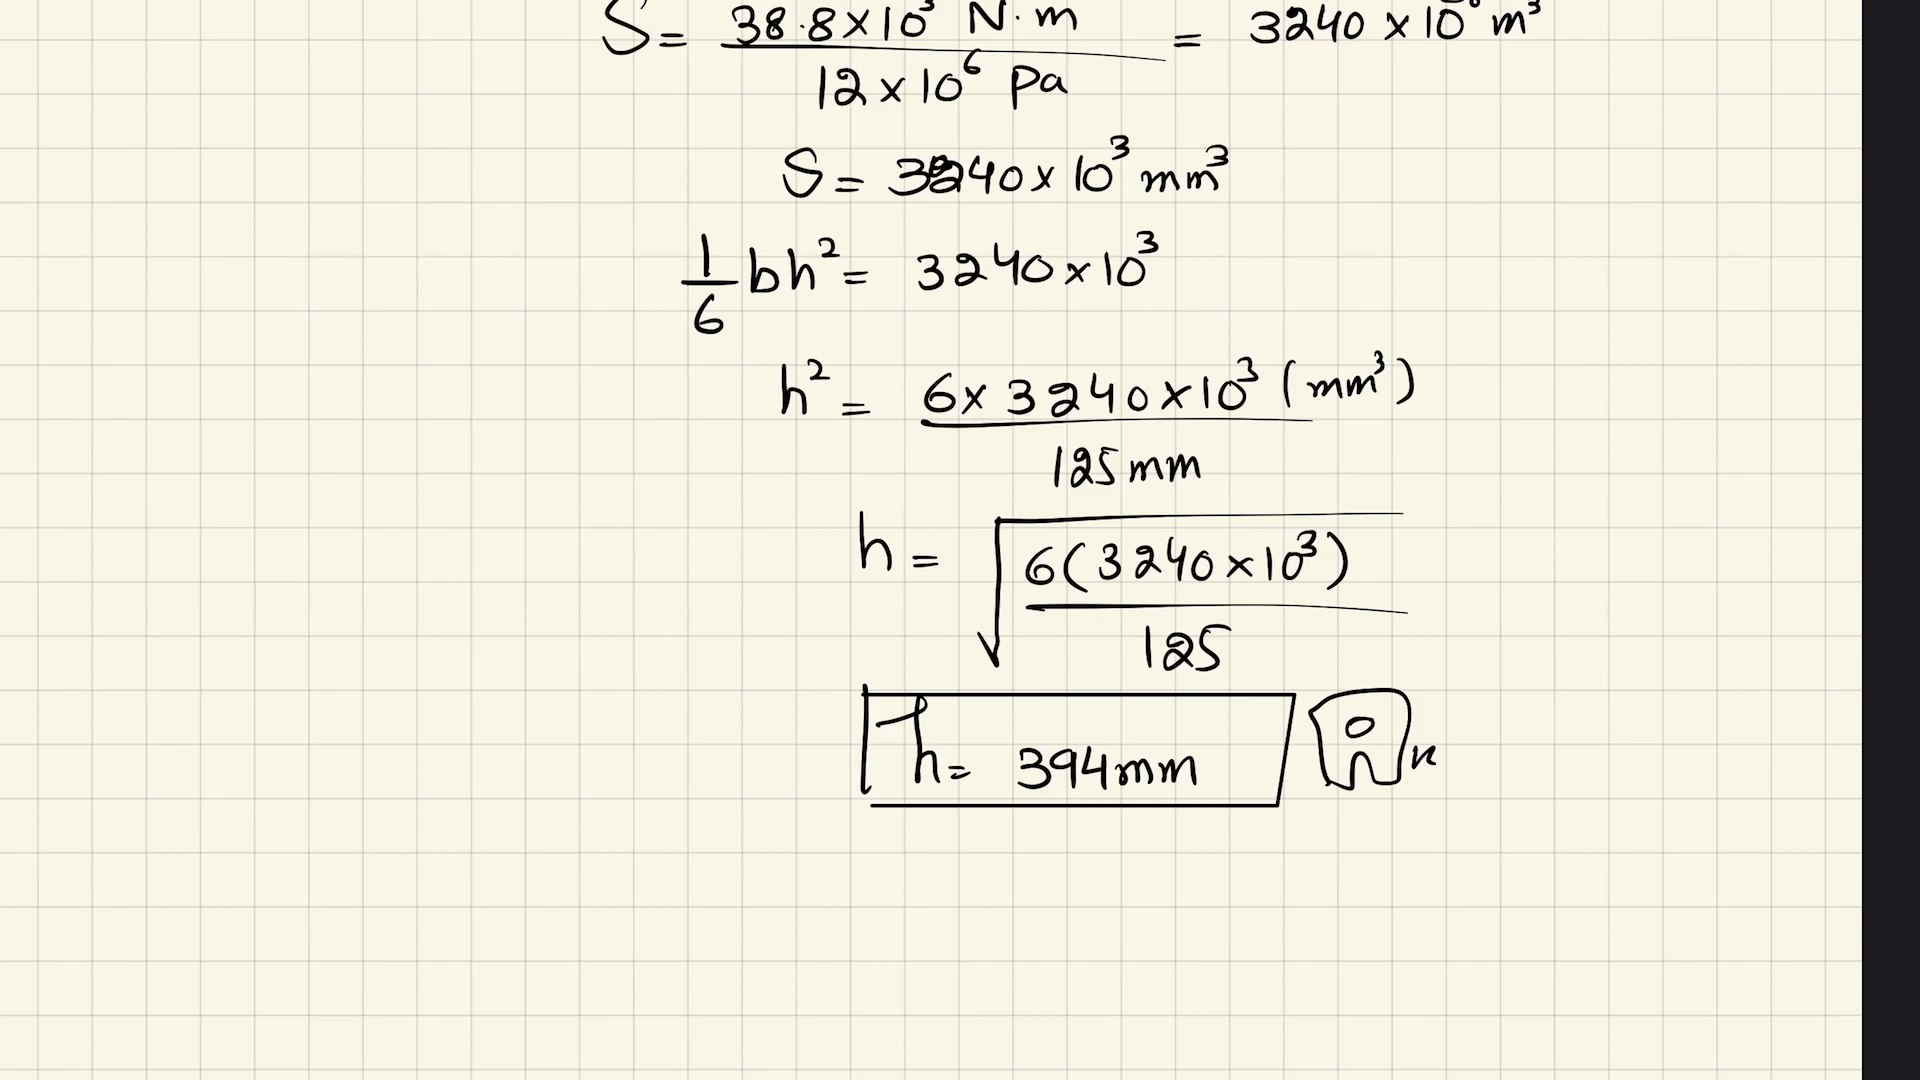 S = 38.8×10³ N·m / 12×10⁶ Pa = 3240×10⁻⁶ m³
S = 3240×10³ mm³
1/6 bh² = 3240×10³
h² = 6×3240×10³ (mm³) / 125mm
h = √(6(3240×10³) / 125)
h = 394mm